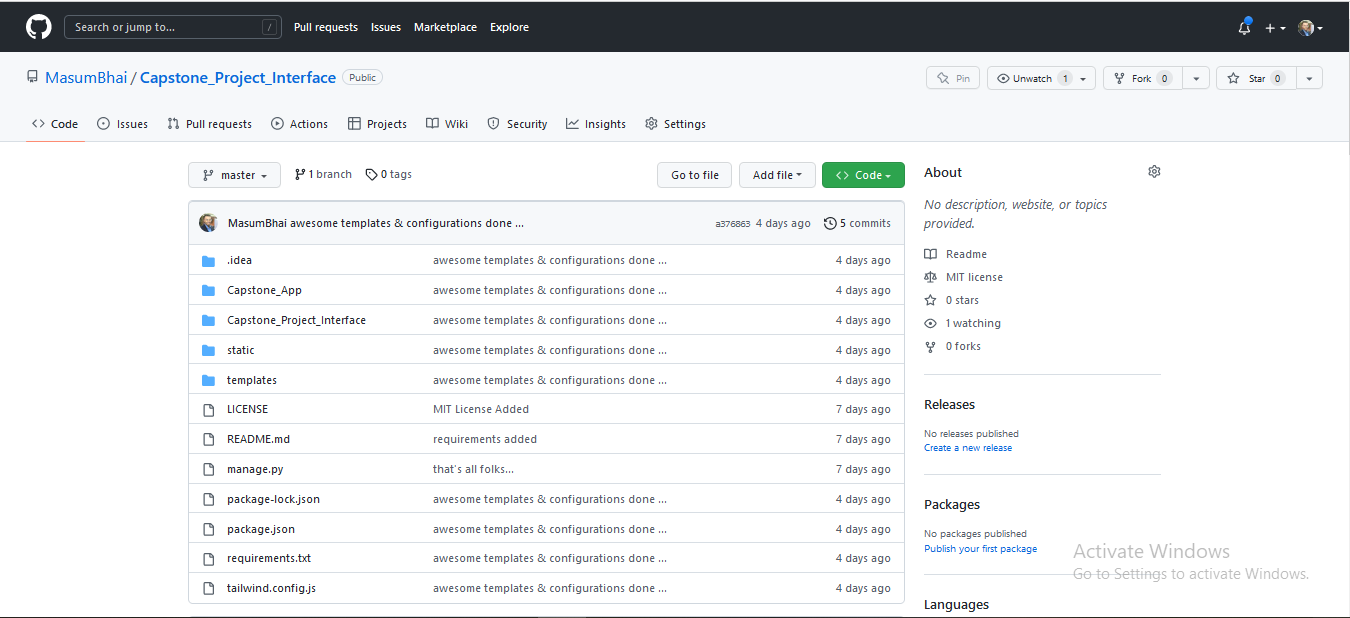 Search or jump to... / Pull requests Issues Marketplace Explore
MasumBhai / Capstone_Project_Interface Public Pin Unwatch 1 Fork 0 Star 0
<> Code Issues Pull requests Actions Projects Wiki Security Insights Settings
master 1 branch 0 tags Go to file Add file <> Code
MasumBhai awesome templates & configurations done ... a376863 4 days ago 5 commits
.idea awesome templates & configurations done ... 4 days ago
Capstone_App awesome templates & configurations done ... 4 days ago
Capstone_Project_Interface awesome templates & configurations done ... 4 days ago
static awesome templates & configurations done ... 4 days ago
templates awesome templates & configurations done ... 4 days ago
LICENSE MIT License Added 7 days ago
README.md requirements added 7 days ago
manage.py that's all folks... 7 days ago
package-lock.json awesome templates & configurations done ... 4 days ago
package.json awesome templates & configurations done ... 4 days ago
requirements.txt awesome templates & configurations done ... 4 days ago
tailwind.config.js awesome templates & configurations done ... 4 days ago
About
No description, website, or topics
provided.
Readme
MIT license
0 stars
1 watching
0 forks
Releases
No releases published
Create a new release
Packages
No packages published
Publish your first package
Languages
Activate Windows
Go to Settings to activate Windows.